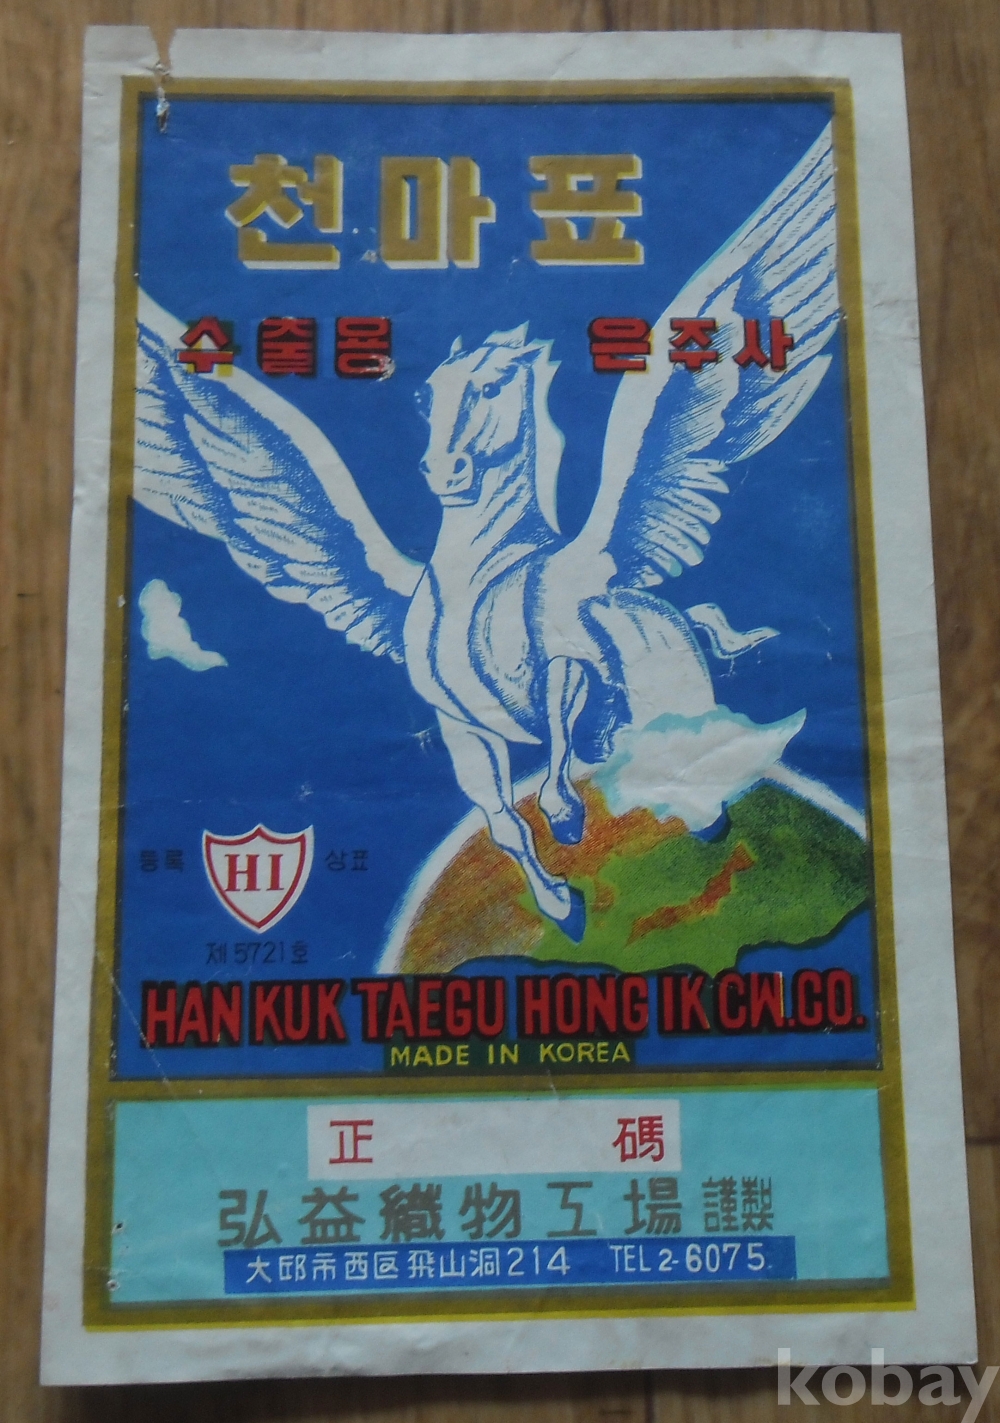 천마표
수출용 은주사
등록 HI 상표
제5721호
HAN KUK TAEGU HONG IK CW.CO.
MADE IN KOREA
正 碼
弘益織物工場 謹製
大邱市西區飛山洞214 TEL 2-6075.
kobay